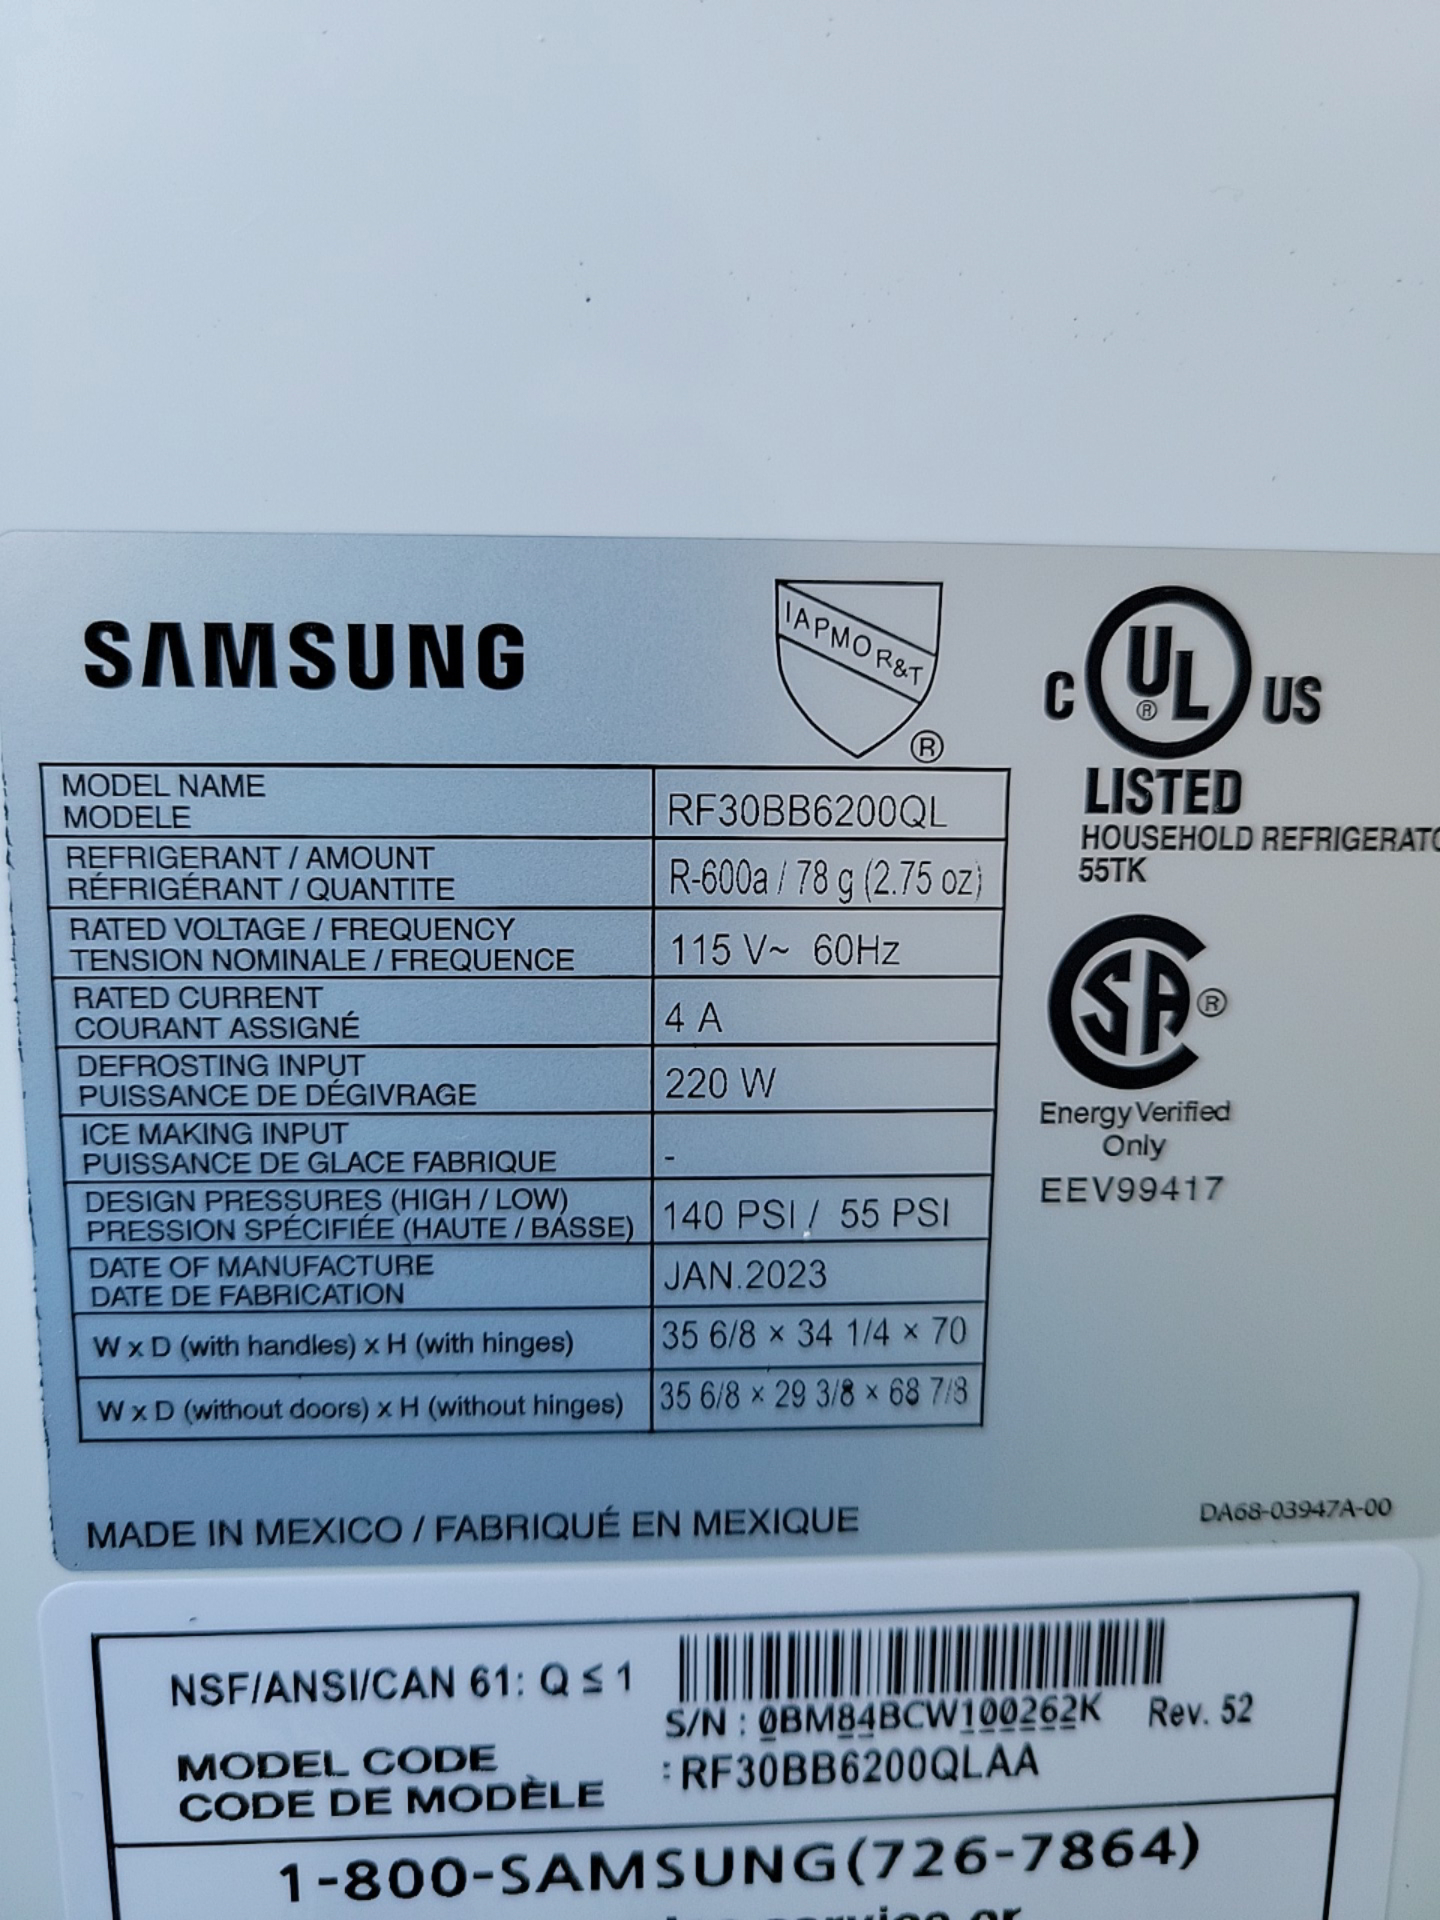 SAMSUNG
IAPMO R&T
®
C UL ® US
LISTED
HOUSEHOLD REFRIGERATO
55TK
SA ®
Energy Verified
Only
EEV99417
MODEL NAME
MODELE
RF30BB6200QL
REFRIGERANT / AMOUNT
RÉFRIGÉRANT / QUANTITE
R-600a / 78 g (2.75 oz)
RATED VOLTAGE / FREQUENCY
TENSION NOMINALE / FREQUENCE
115 V~ 60Hz
RATED CURRENT
COURANT ASSIGNÉ
4 A
DEFROSTING INPUT
PUISSANCE DE DÉGIVRAGE
220 W
ICE MAKING INPUT
PUISSANCE DE GLACE FABRIQUE
-
DESIGN PRESSURES (HIGH / LOW)
PRESSION SPÉCIFIÉE (HAUTE / BASSE)
140 PSI / 55 PSI
DATE OF MANUFACTURE
DATE DE FABRICATION
JAN.2023
W x D (with handles) x H (with hinges)
35 6/8 × 34 1/4 × 70
W x D (without doors) x H (without hinges)
35 6/8 × 29 3/8 × 68 7/8
MADE IN MEXICO / FABRIQUÉ EN MEXIQUE
DA68-03947A-00
NSF/ANSI/CAN 61: Q ≤ 1
S/N : 0BM84BCW100262K Rev. 52
MODEL CODE
CODE DE MODÈLE
: RF30BB6200QLAA
1-800-SAMSUNG(726-7864)